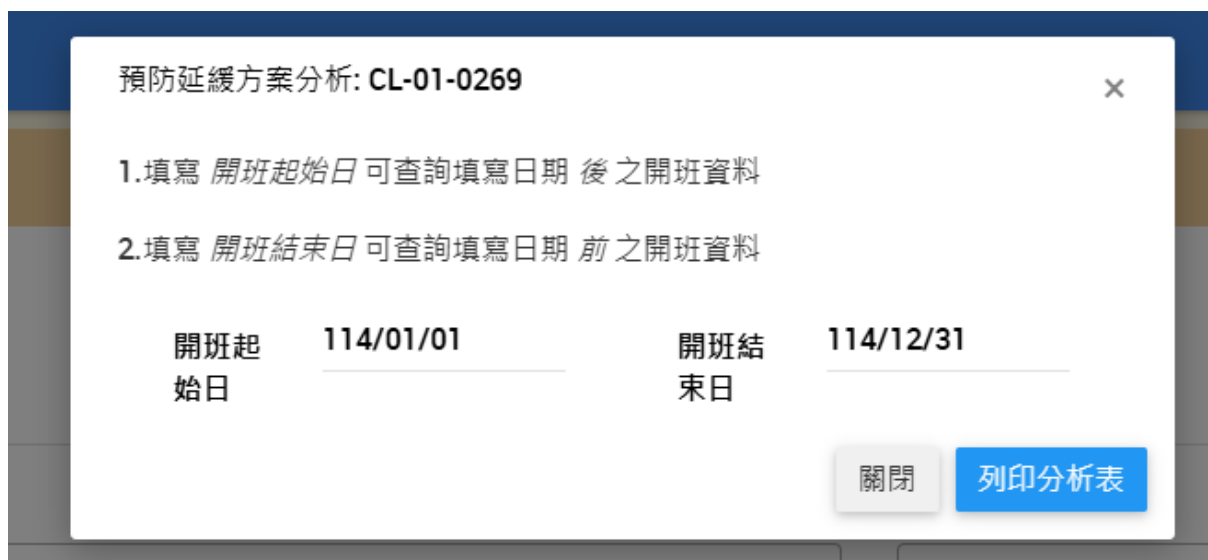 預防延緩方案分析: CL-01-0269
×
1.填寫 開班起始日 可查詢填寫日期 後 之開班資料
2.填寫 開班結束日 可查詢填寫日期 前 之開班資料
開班起
始日
114/01/01
開班結
束日
114/12/31
關閉
列印分析表